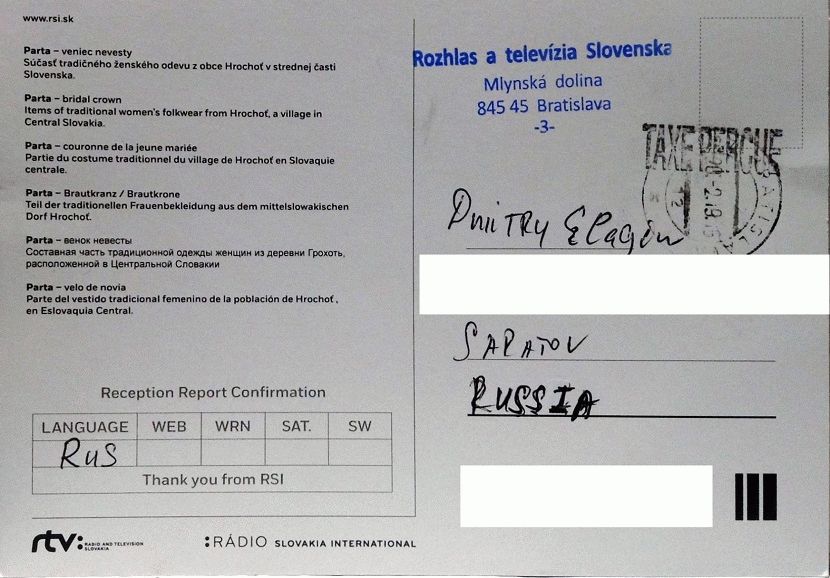 www.rsi.sk
Parta – veniec nevesty
Súčasť tradičného ženského odevu z obce Hrochoť v strednej časti
Slovenska.
Parta – bridal crown
Items of traditional women's folkwear from Hrochoť, a village in
Central Slovakia.
Parta – couronne de la jeune mariée
Partie du costume traditionnel du village de Hrochoť en Slovaquie
centrale.
Parta – Brautkranz / Brautkrone
Teil der traditionellen Frauenbekleidung aus dem mittelslowakischen
Dorf Hrochoť.
Parta – венок невесты
Составная часть традиционной одежды женщин из деревни Грохоть,
расположенной в Центральной Словакии
Parta – velo de novia
Parte del vestido tradicional femenino de la población de Hrochoť,
en Eslovaquia Central.
Reception Report Confirmation
LANGUAGE WEB WRN SAT. SW
RUS
Thank you from RSI
rtv: RADIO AND TELEVISION
SLOVAKIA
:RÁDIO SLOVAKIA INTERNATIONAL
Rozhlas a televízia Slovenska
Mlynská dolina
845 45 Bratislava
-3-
TAXE PERCUE
Dmitry Elagin
SARATOV
RUSSIA